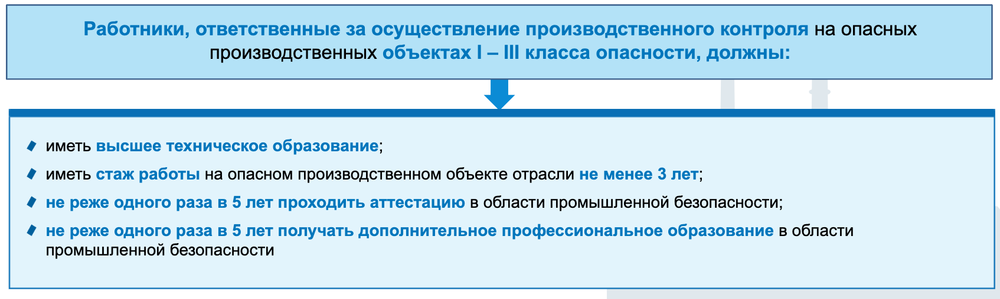 Работники, ответственные за осуществление производственного контроля на опасных
производственных объектах I – III класса опасности, должны:
иметь высшее техническое образование;
иметь стаж работы на опасном производственном объекте отрасли не менее 3 лет;
не реже одного раза в 5 лет проходить аттестацию в области промышленной безопасности;
не реже одного раза в 5 лет получать дополнительное профессиональное образование в области
промышленной безопасности